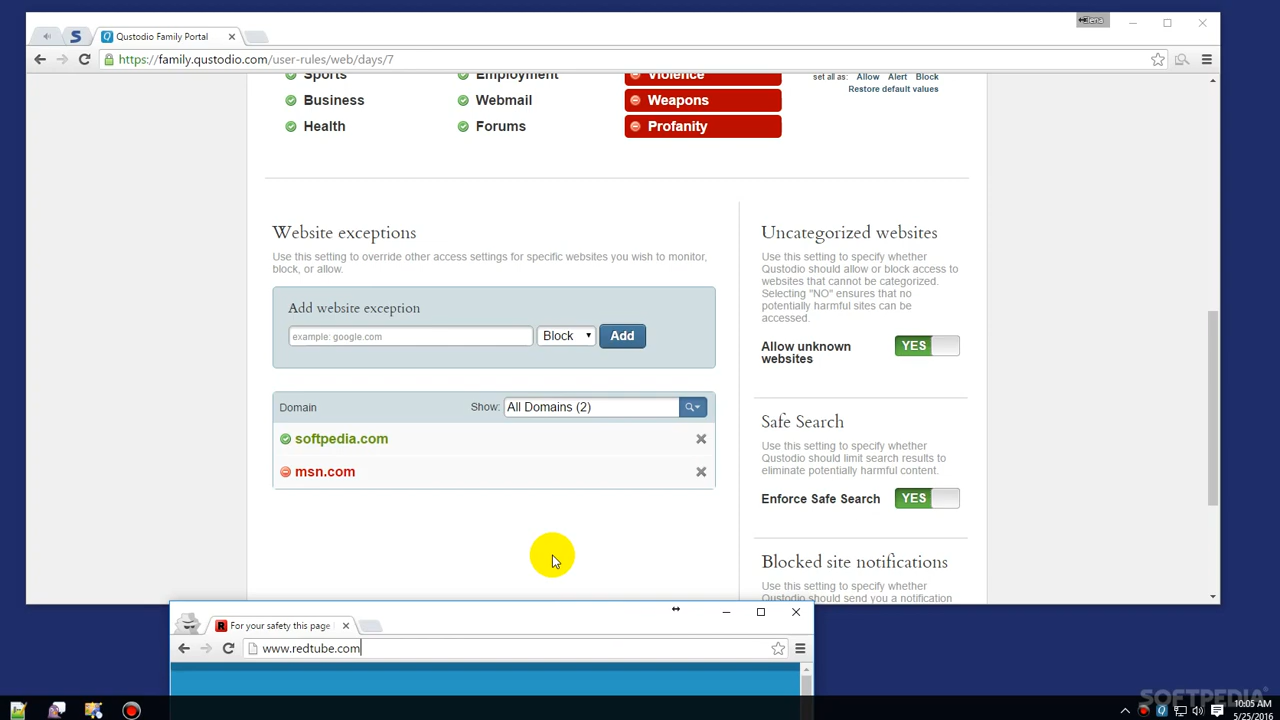 Elena
Qustodio Family Portal
https://family.qustodio.com/user-rules/web/days/7
Sports Employment Violence set all as: Allow Alert Block
Restore default values
Business Webmail Weapons
Health Forums Profanity
Website exceptions
Use this setting to override other access settings for specific websites you wish to monitor,
block, or allow.
Add website exception
example: google.com Block Add
Domain Show: All Domains (2)
softpedia.com
msn.com
Uncategorized websites
Use this setting to specify whether
Qustodio should allow or block access to
websites that cannot be categorized.
Selecting "NO" ensures that no
potentially harmful sites can be
accessed.
Allow unknown
websites YES
Safe Search
Use this setting to specify whether
Qustodio should limit search results to
eliminate potentially harmful content.
Enforce Safe Search YES
Blocked site notifications
Use this setting to specify whether
Qustodio should send you a notification
For your safety this page
www.redtube.com
SOFTPEDIA
10:05 AM
5/25/2016